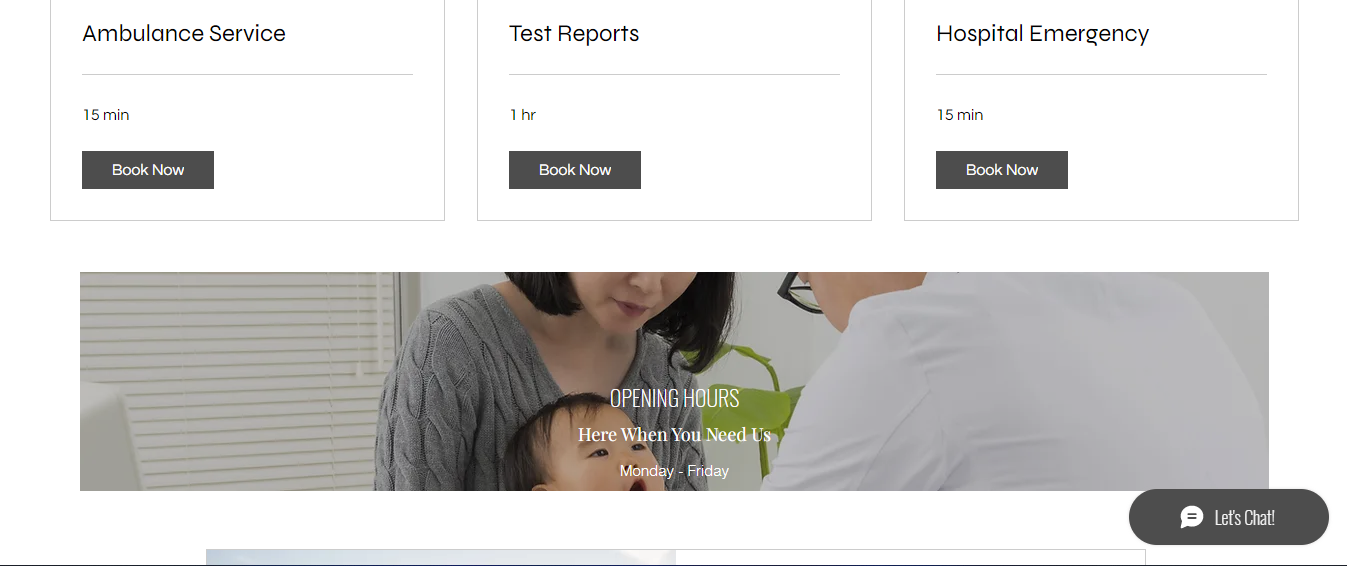 Ambulance Service
Test Reports
Hospital Emergency
15 min
1 hr
15 min
Book Now
Book Now
Book Now
OPENING HOURS
Here When You Need Us
Monday - Friday
Let's Chat!